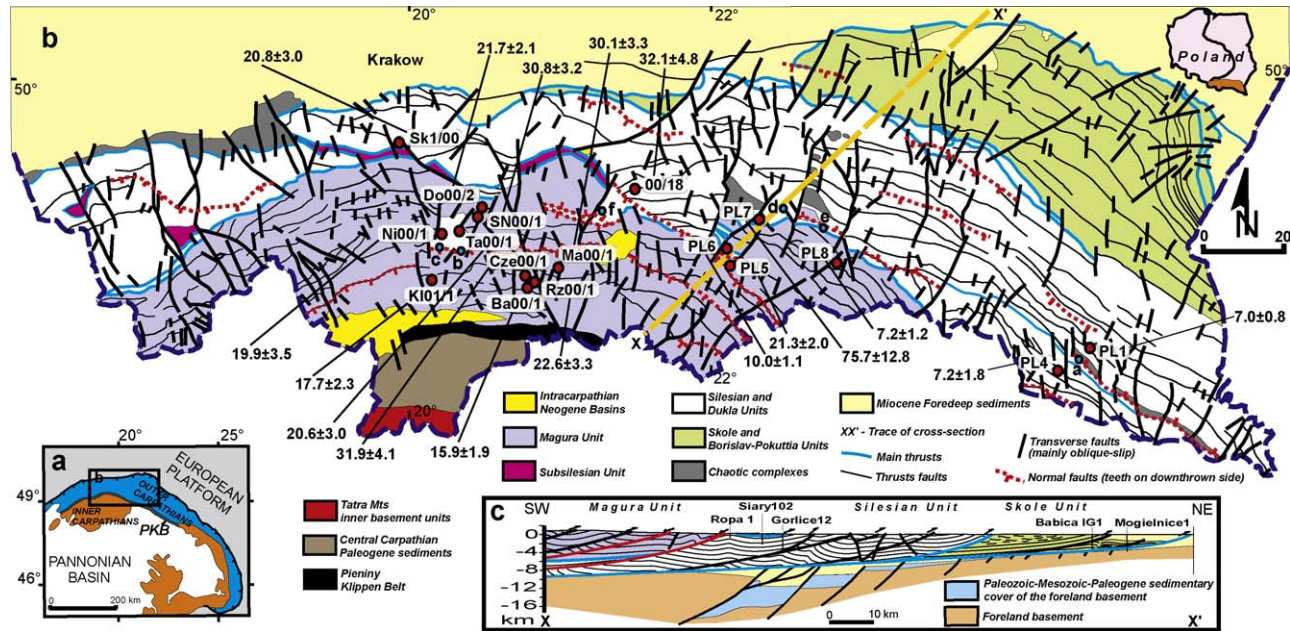 b
20°
22°
X'
Poland
50°
50°
Krakow
20.8±3.0
21.7±2.1
30.8±3.2
30.1±3.3
32.1±4.8
Sk1/00
Do00/2
SN00/1
Ni00/1
Ta00/1
c
b
Cze00/1
Ma00/1
Kl01/1
Rz00/1
Ba00/1
00/18
f
PL7
d
e
PL6
PL5
PL8
N
0 20
X
19.9±3.5
17.7±2.3
20.6±3.0
31.9±4.1
15.9±1.9
22.6±3.3
10.0±1.1
21.3±2.0
75.7±12.8
7.2±1.2
7.0±0.8
7.2±1.8
PL4
PL1
a
22°
20°
Intracarpathian
Neogene Basins
Magura Unit
Subsilesian Unit
Silesian and
Dukla Units
Skole and
Borislav-Pokuttia Units
Chaotic complexes
Miocene Foredeep sediments
XX' - Trace of cross-section
Main thrusts
Thrusts faults
Transverse faults
(mainly oblique-slip)
Normal faults (teeth on downthrown side)
Tatra Mts
inner basement units
Central Carpathian
Paleogene sediments
Pieniny
Klippen Belt
a
20°
25°
49°
46°
b
EUROPEAN
PLATFORM
OUTER
CARPATHIANS
INNER
CARPATHIANS
PKB
PANNONIAN
BASIN
0 200 km
c
SW
Magura Unit
Siary102
Ropa 1
Gorlice12
Silesian Unit
Skole Unit
Babica IG1
Mogielnice1
NE
0
-4
-8
-12
-16
km
X
0 10 km
X'
Paleozoic-Mesozoic-Paleogene sedimentary
cover of the foreland basement
Foreland basement